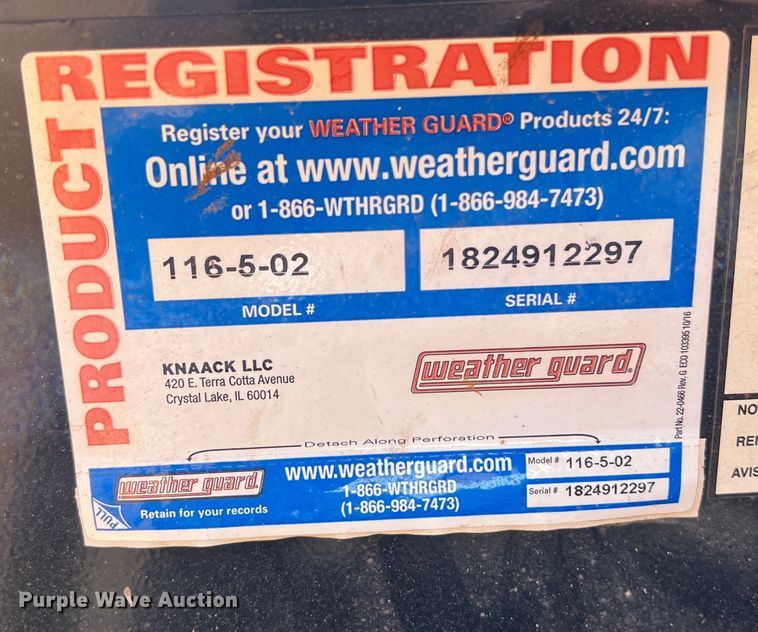 PRODUCT REGISTRATION
Register your WEATHER GUARD® Products 24/7:
Online at www.weatherguard.com
or 1-866-WTHRGRD (1-866-984-7473)
116-5-02
1824912297
MODEL #
SERIAL #
KNAACK LLC
420 E. Terra Cotta Avenue
Crystal Lake, IL 60014
weather guard®
Part No. 22-0466 Rev. G ECO 103395 10/16
Detach Along Perforation
weather guard®
Retain for your records
PULL
www.weatherguard.com
1-866-WTHRGRD
(1-866-984-7473)
Model # 116-5-02
Serial # 1824912297
NO
REM
AVIS
Purple Wave Auction